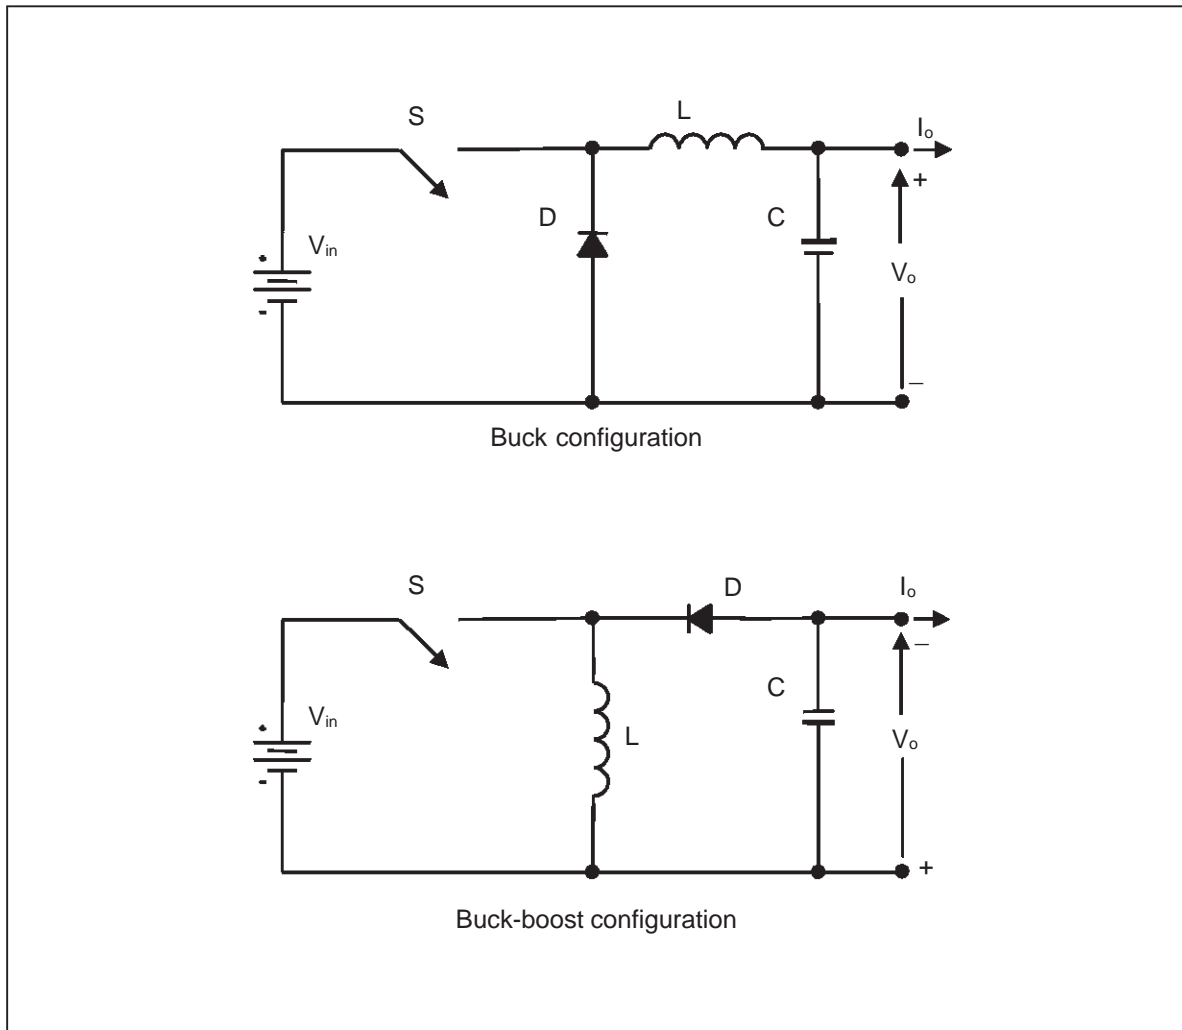 S
L
Iₒ
+
D
C
Vᵢₙ
Vₒ
+
-
–
Buck configuration
S
D
Iₒ
–
C
Vᵢₙ
+
L
Vₒ
-
+
Buck-boost configuration